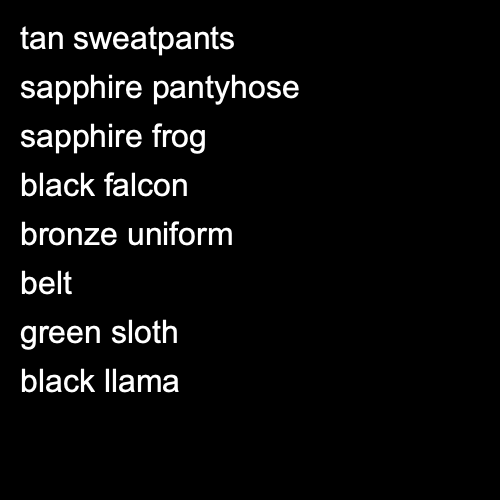 tan sweatpants
sapphire pantyhose
sapphire frog
black falcon
bronze uniform
belt
green sloth
black llama